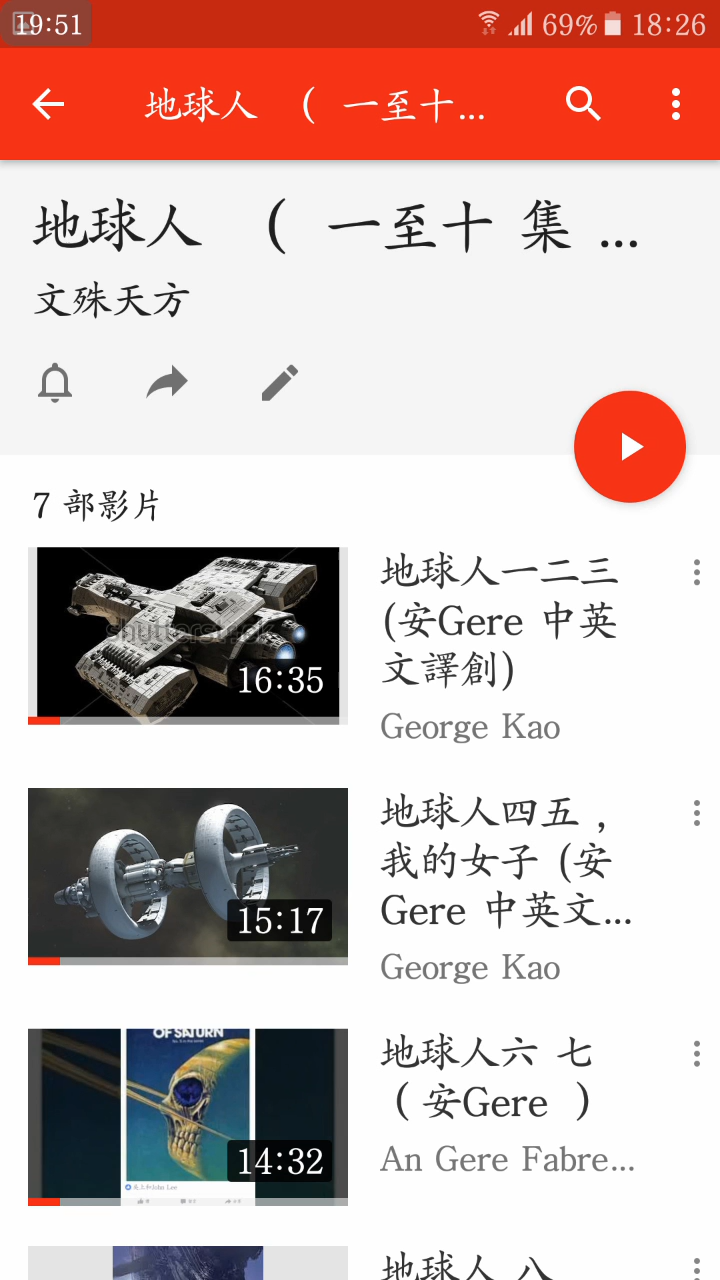 19:51 69% 18:26
地球人 ( 一至十...
地球人 ( 一至十 集 ...
文殊天方
7 部影片
shutterstock
16:35
地球人一二三
(安Gere 中英
文譯創)
George Kao
15:17
地球人四五 ,
我的女子 (安
Gere 中英文...
George Kao
OF SATURN
14:32
地球人六 七
( 安Gere )
An Gere Fabre...
地球人 八